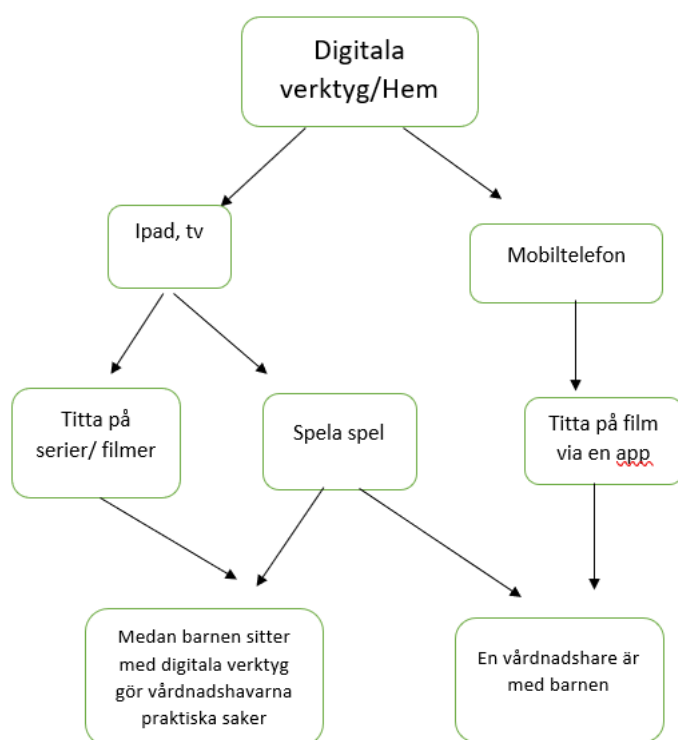 Digitala
verktyg/Hem
Ipad, tv
Mobiltelefon
Titta på
serier/ filmer
Spela spel
Titta på film
via en app
Medan barnen sitter
med digitala verktyg
gör vårdnadshavarna
praktiska saker
En vårdnadshare är
med barnen